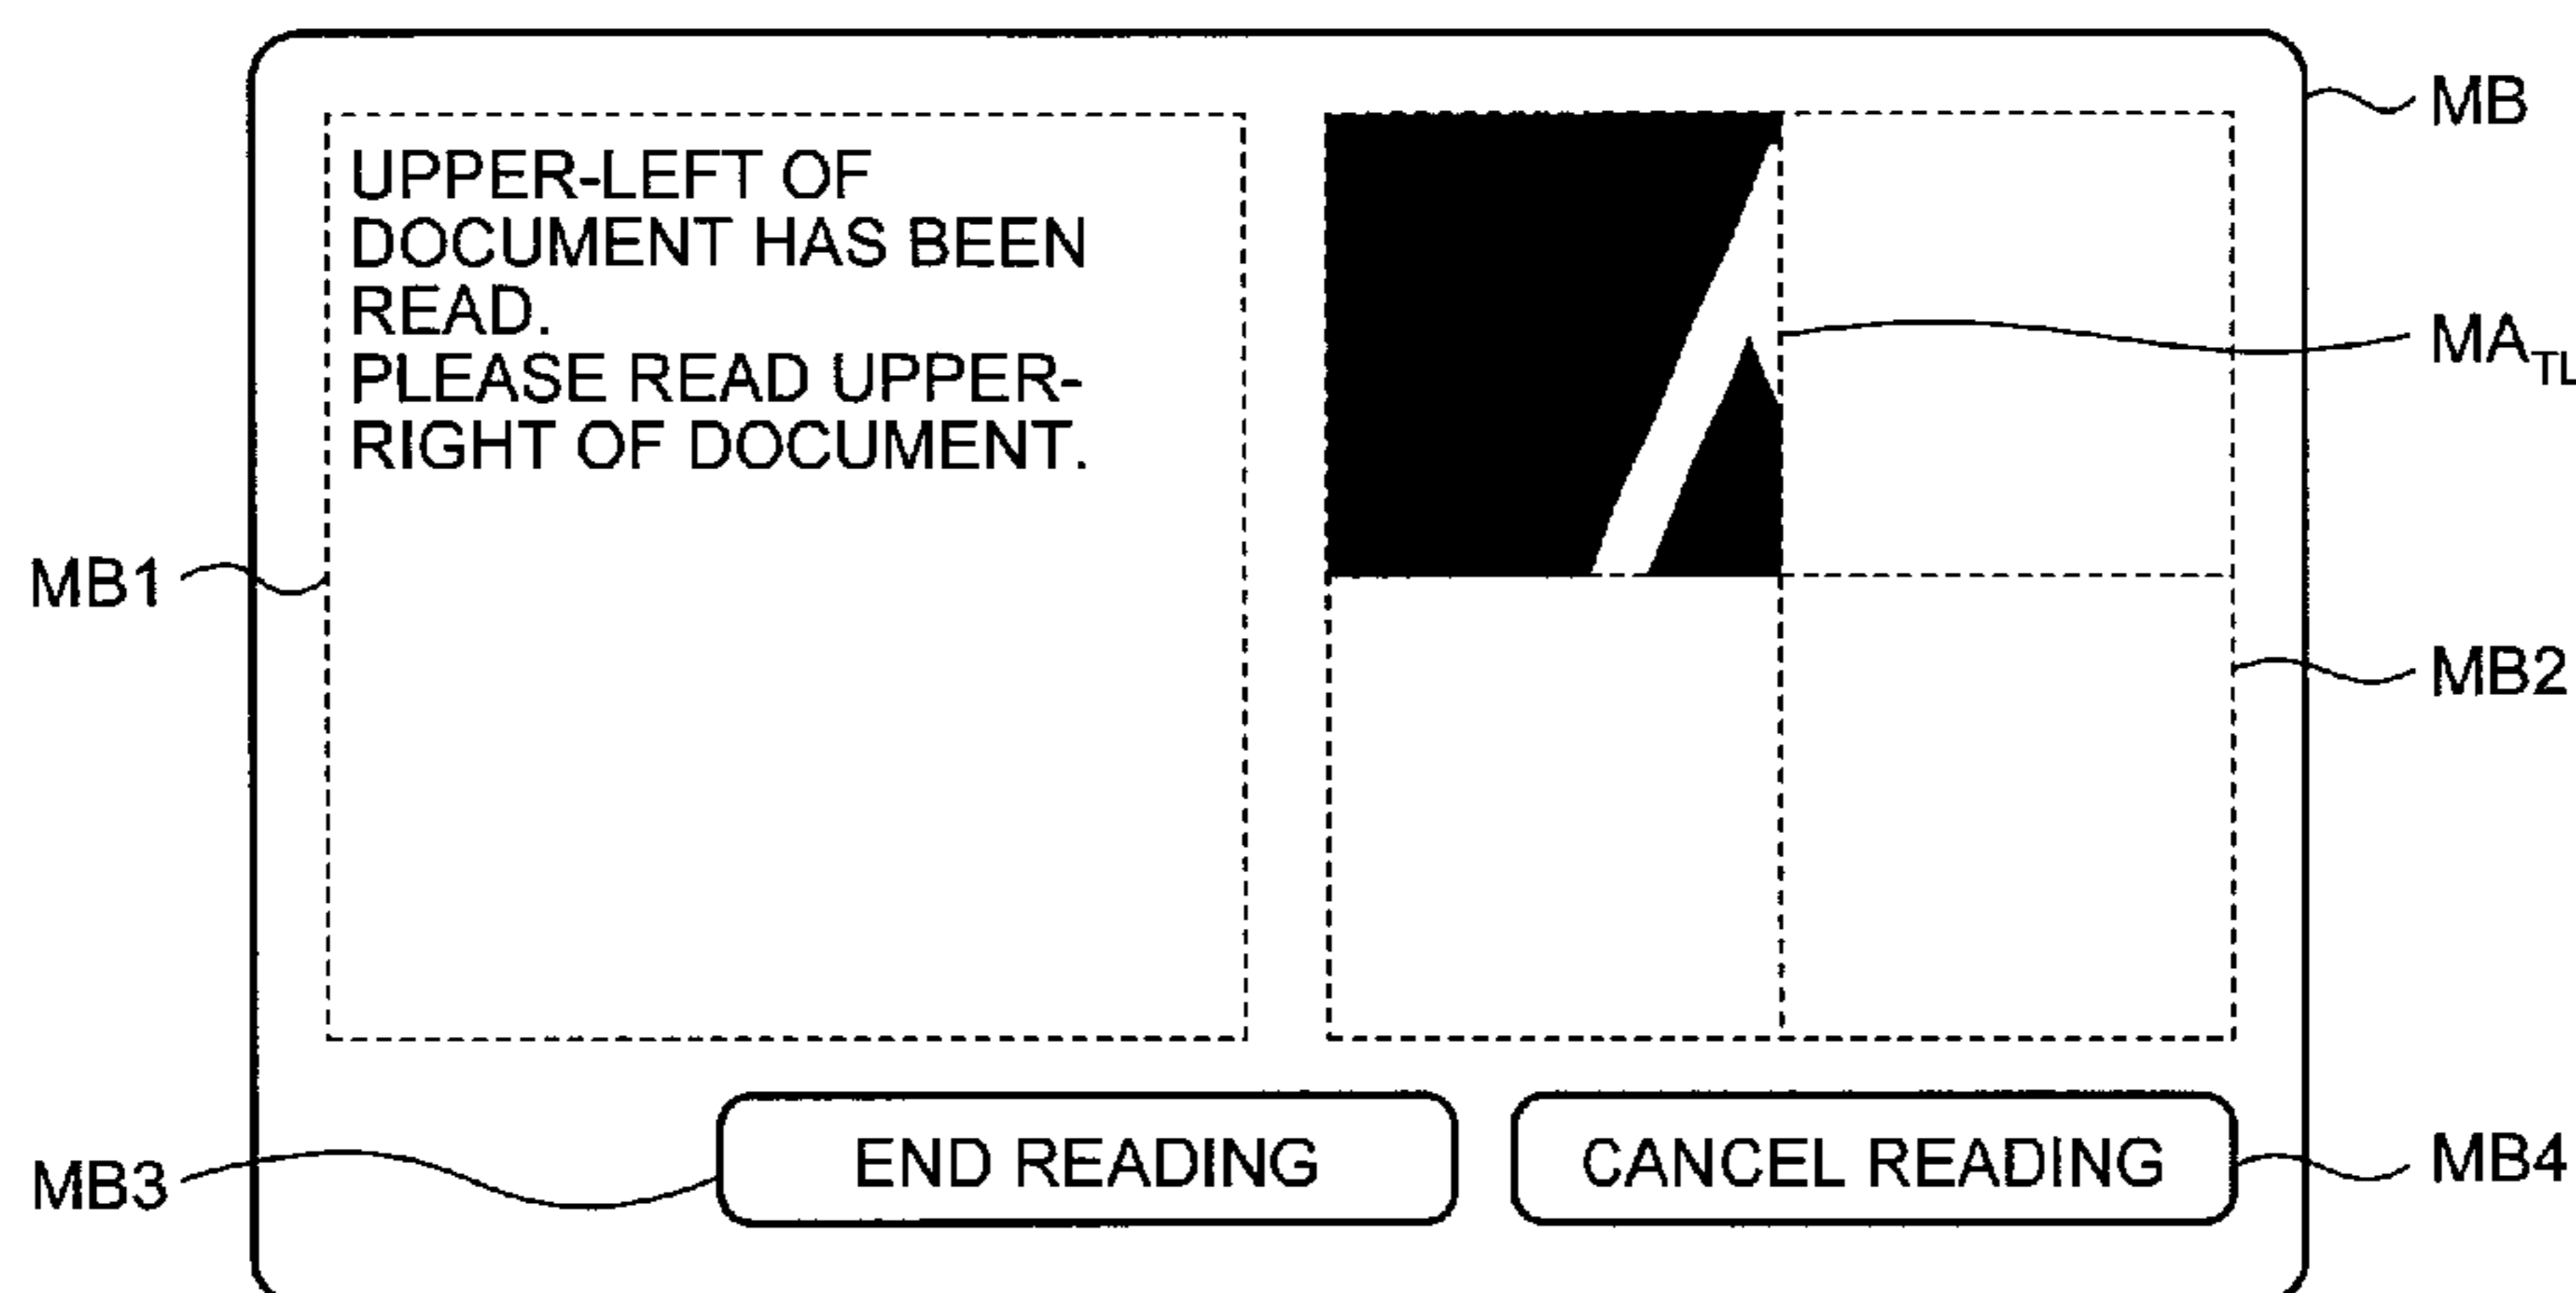 UPPER-LEFT OF
DOCUMENT HAS BEEN
READ.
PLEASE READ UPPER-
RIGHT OF DOCUMENT.
MB
MA_TL
MB1
MB2
MB3
END READING
CANCEL READING
MB4